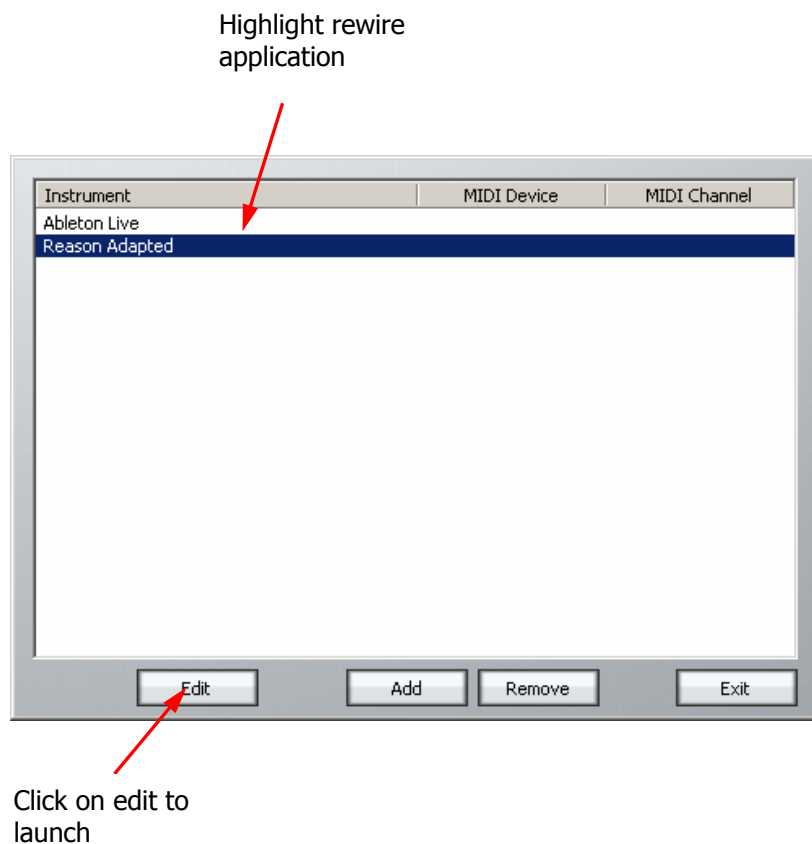 Highlight rewire
application
Instrument MIDI Device MIDI Channel
Ableton Live
Reason Adapted
Edit Add Remove Exit
Click on edit to
launch